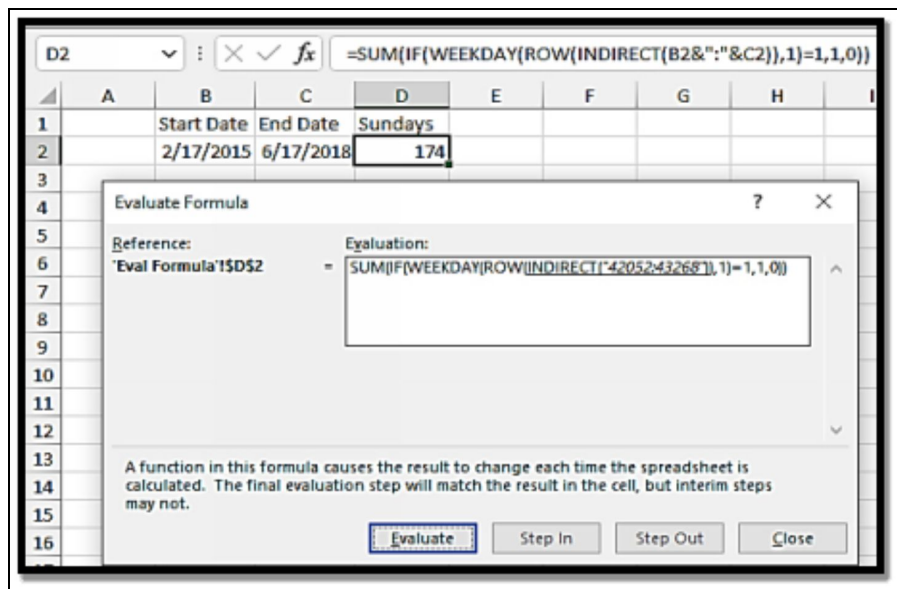 D2 fx =SUM(IF(WEEKDAY(ROW(INDIRECT(B2&":"&C2)),1)=1,1,0))
A B C D E F G H I
1 Start Date End Date Sundays
2 2/17/2015 6/17/2018 174
3
4
5
6
7
8
9
10
11
12
13
14
15
16
Evaluate Formula ?
Reference: Evaluation:
'Eval Formula'!$D$2 = SUM(IF(WEEKDAY(ROW(INDIRECT("42052:43268")),1)=1,1,0))
A function in this formula causes the result to change each time the spreadsheet is
calculated. The final evaluation step will match the result in the cell, but interim steps
may not.
Evaluate Step In Step Out Close